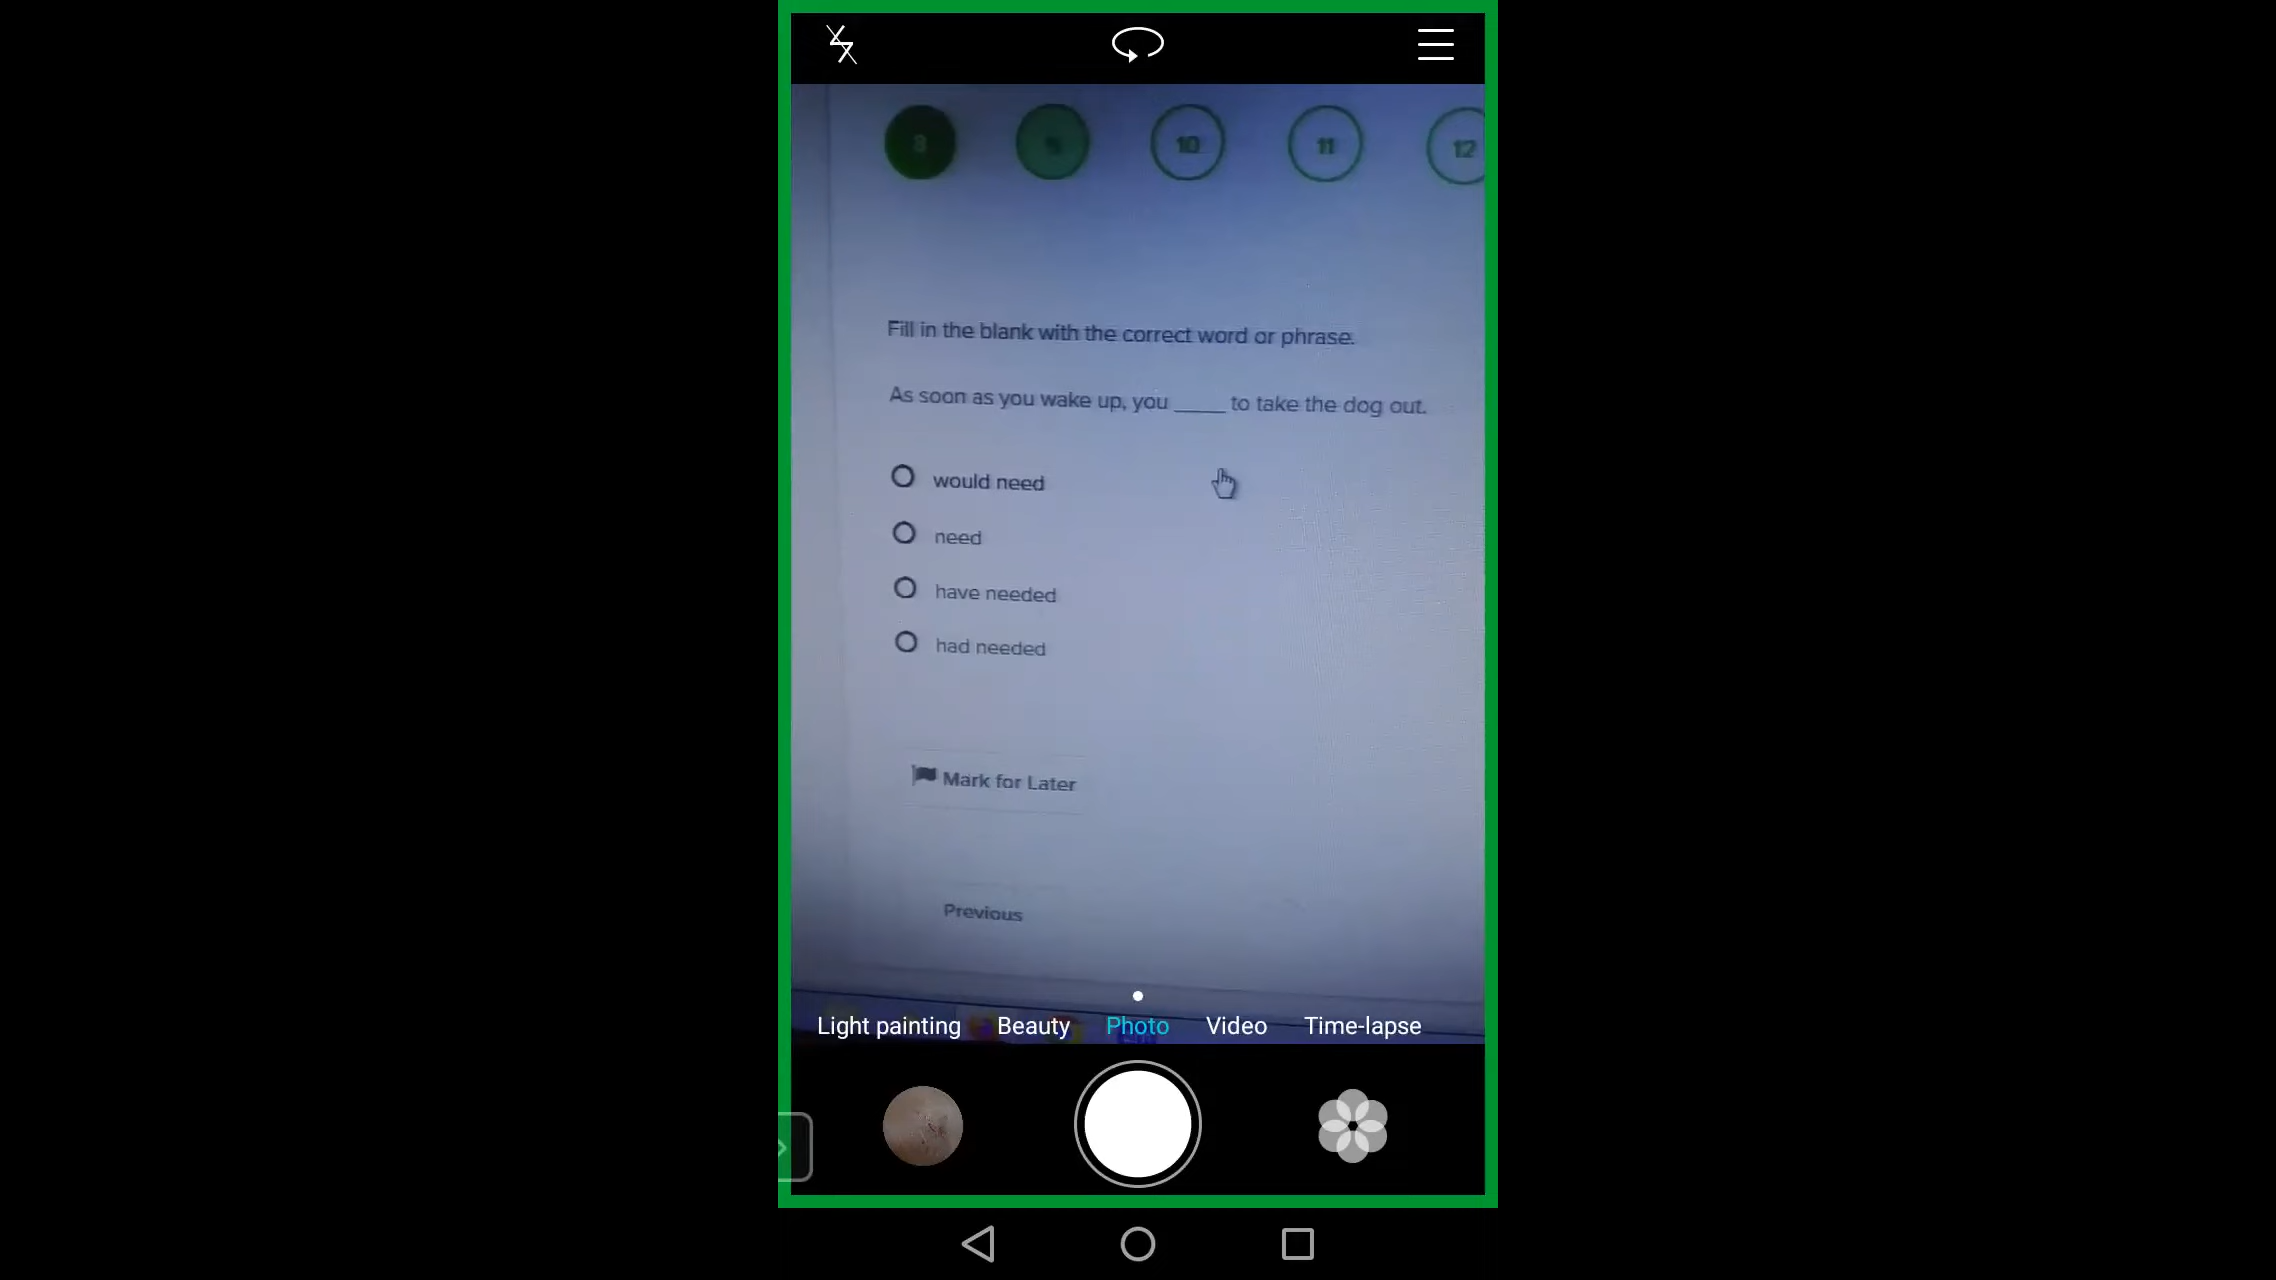 8 10 11 12
Fill in the blank with the correct word or phrase.
As soon as you wake up, you _____ to take the dog out.
would need
need
have needed
had needed
Mark for Later
Previous
Light painting Beauty Photo Video Time-lapse